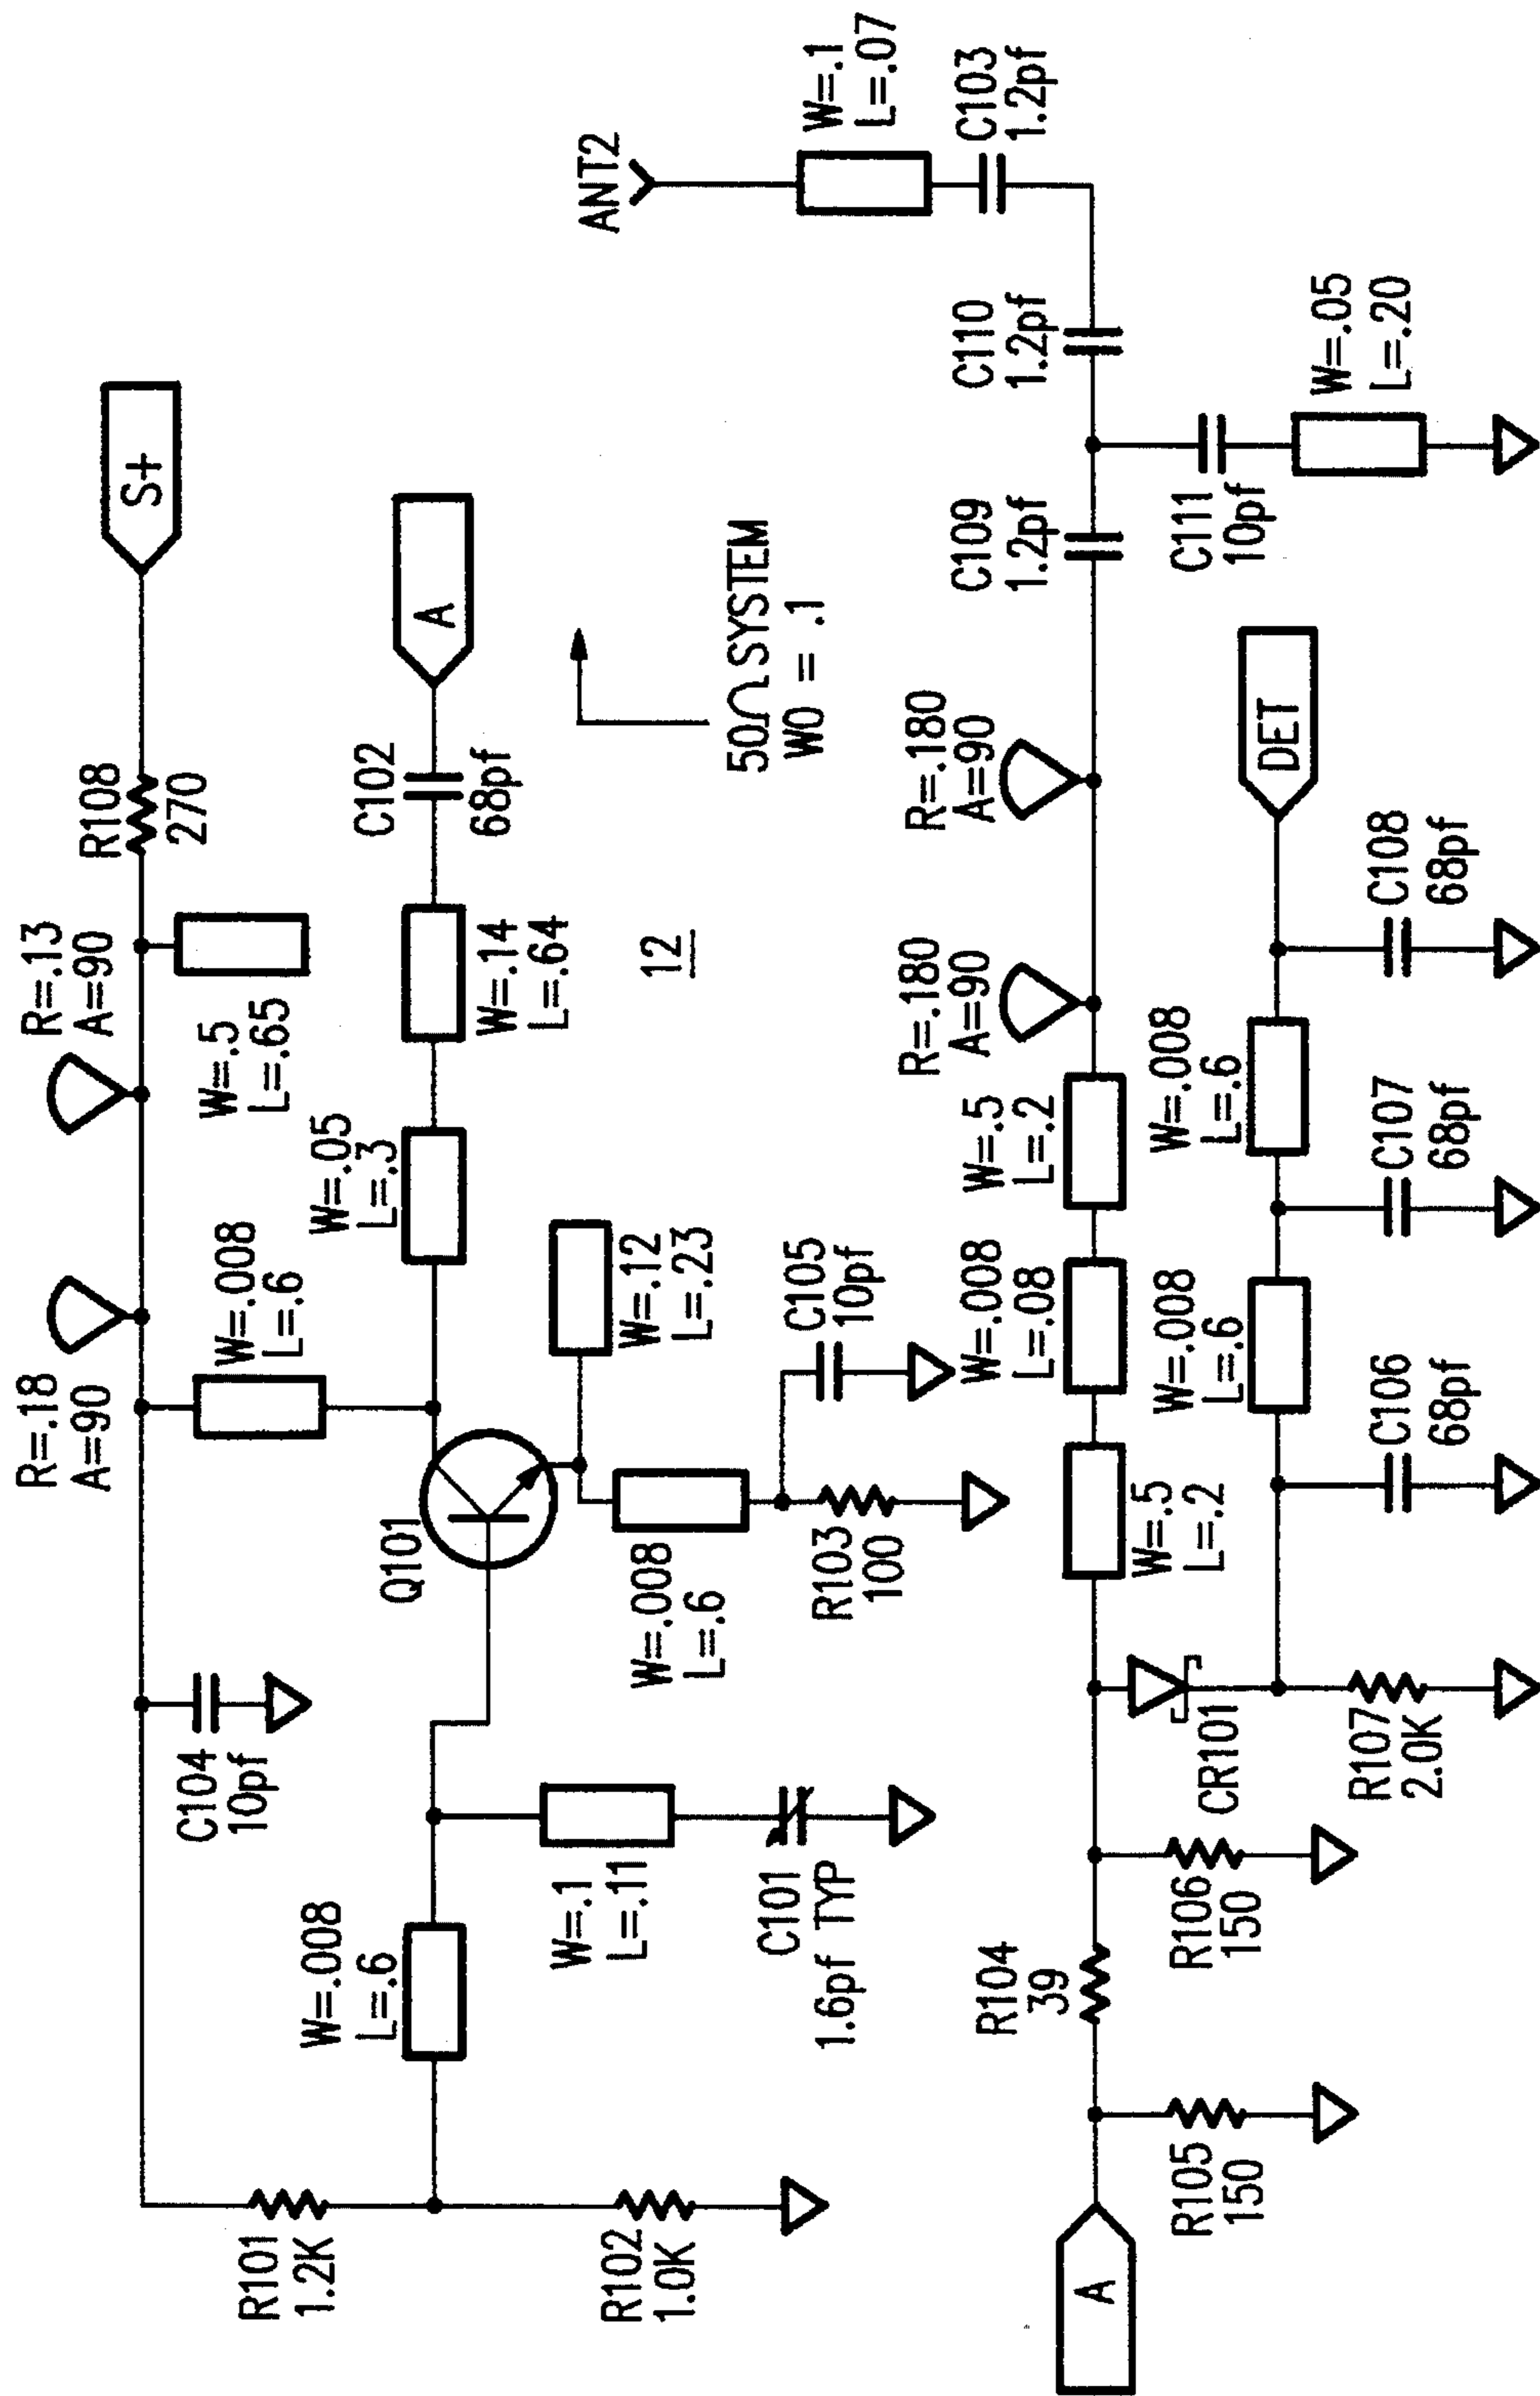 R=.18
A=90
R=.13
A=90
S+
R108
270
W=.5
L=.65
W=.008
L=.6
C104
10pf
R101
1.2K
R102
1.0K
W=.008
L=.6
W=.1
L=.11
C101
1.6pf TYP
Q101
W=.05
L=.3
W=.14
L=.64
C102
68pf
A
W=.12
L=.23
W=.008
L=.6
R103
100
C105
10pf
12
50Ω SYSTEM
W0 = .1
ANT2
W=.1
L=.07
C103
1.2pf
A
R105
150
R104
39
R106
150
CR101
R107
2.0K
W=.5
L=.2
W=.008
L=.08
W=.5
L=.2
R=.180
A=90
R=.180
A=90
C109
1.2pf
C110
1.2pf
C111
10pf
W=.05
L=.20
C106
68pf
W=.008
L=.6
C107
68pf
W=.008
L=.6
C108
68pf
DET